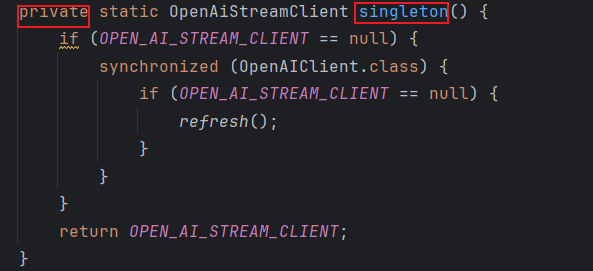 private static OpenAiStreamClient singleton() {
    if (OPEN_AI_STREAM_CLIENT == null) {
        synchronized (OpenAIClient.class) {
            if (OPEN_AI_STREAM_CLIENT == null) {
                refresh();
            }
        }
    }
    return OPEN_AI_STREAM_CLIENT;
}